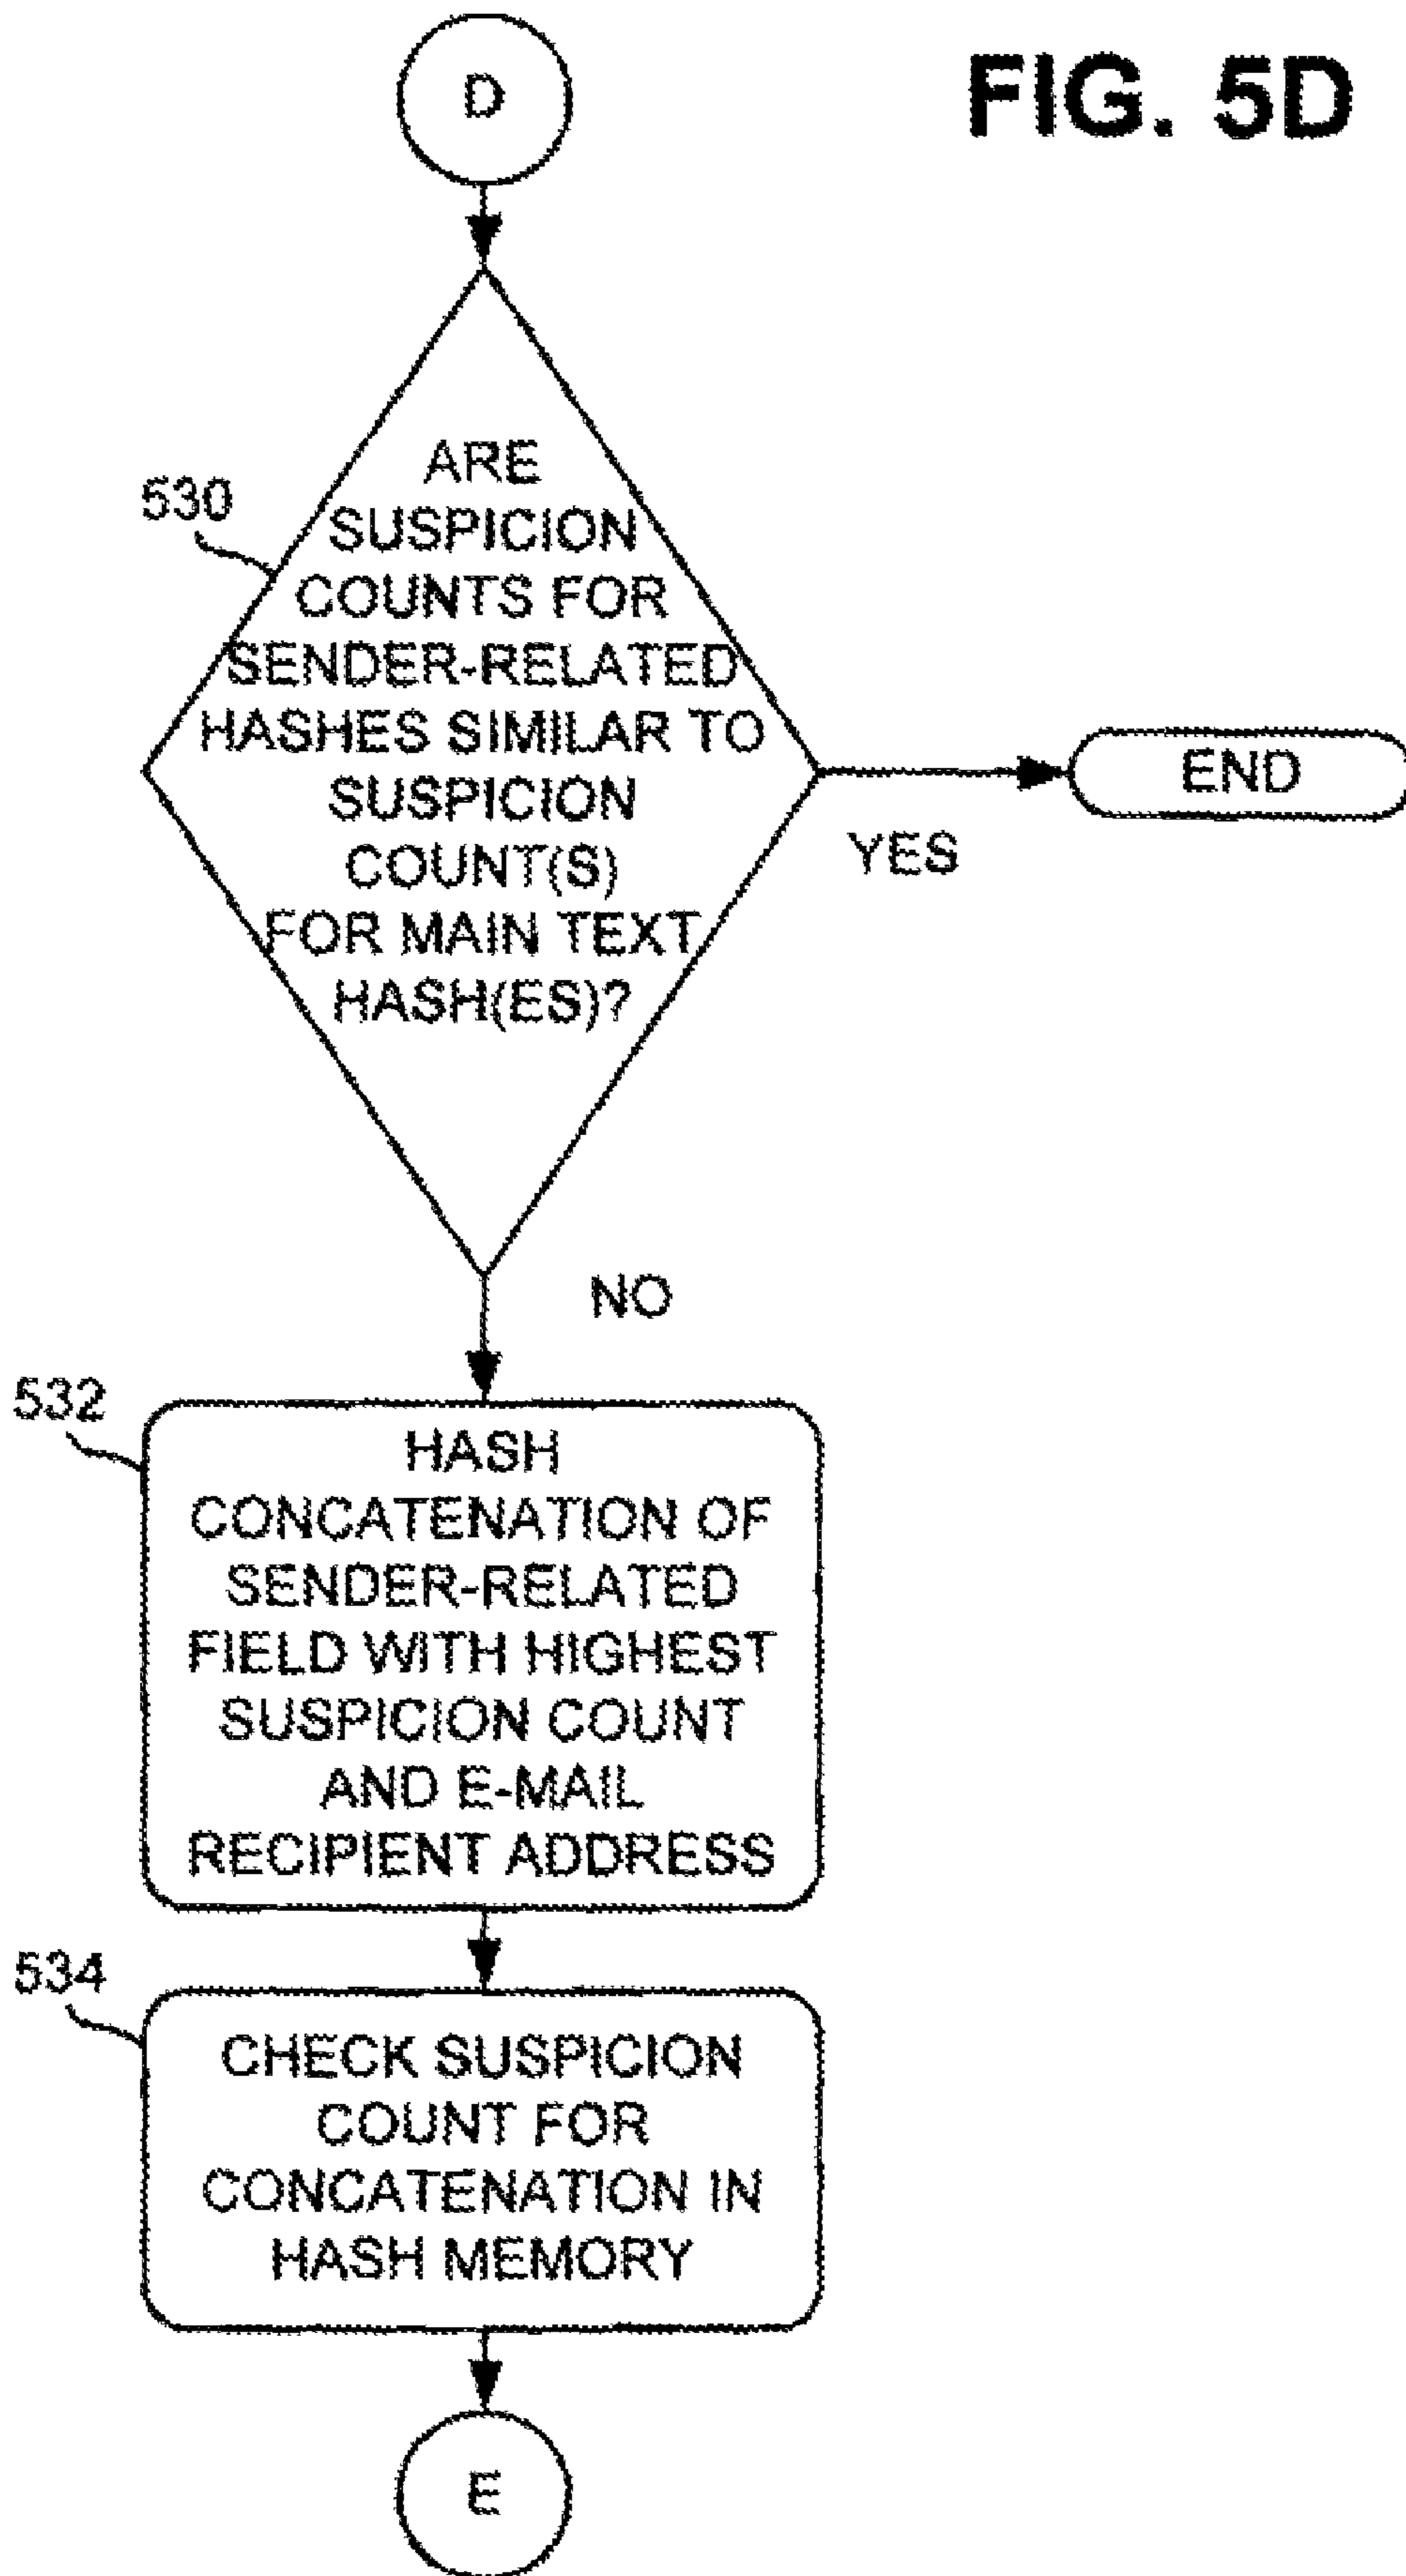 FIG. 5D
D
530
ARE
SUSPICION
COUNTS FOR
SENDER-RELATED
HASHES SIMILAR TO
SUSPICION
COUNT(S)
FOR MAIN TEXT
HASH(ES)?
YES
END
NO
532
HASH
CONCATENATION OF
SENDER-RELATED
FIELD WITH HIGHEST
SUSPICION COUNT
AND E-MAIL
RECIPIENT ADDRESS
534
CHECK SUSPICION
COUNT FOR
CONCATENATION IN
HASH MEMORY
E